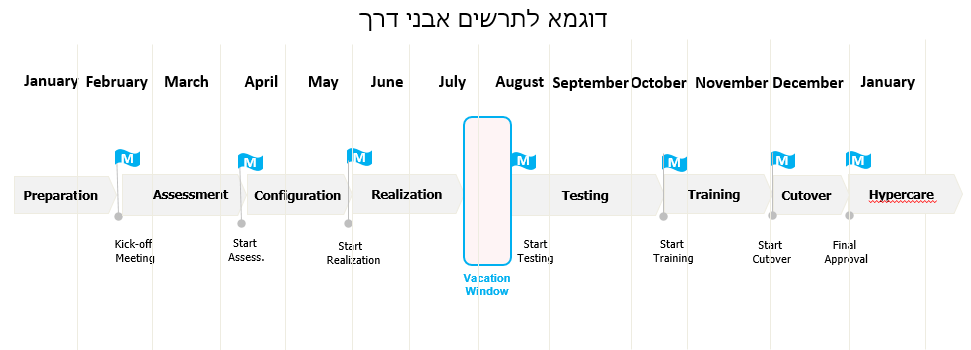 דוגמא לתרשים אבני דרך
January February March April May June July August September October November December January
M M M M M M M
Preparation Assessment Configuration Realization Testing Training Cutover Hypercare
Kick-off
Meeting
Start
Assess.
Start
Realization
Start
Testing
Start
Training
Start
Cutover
Final
Approval
Vacation
Window